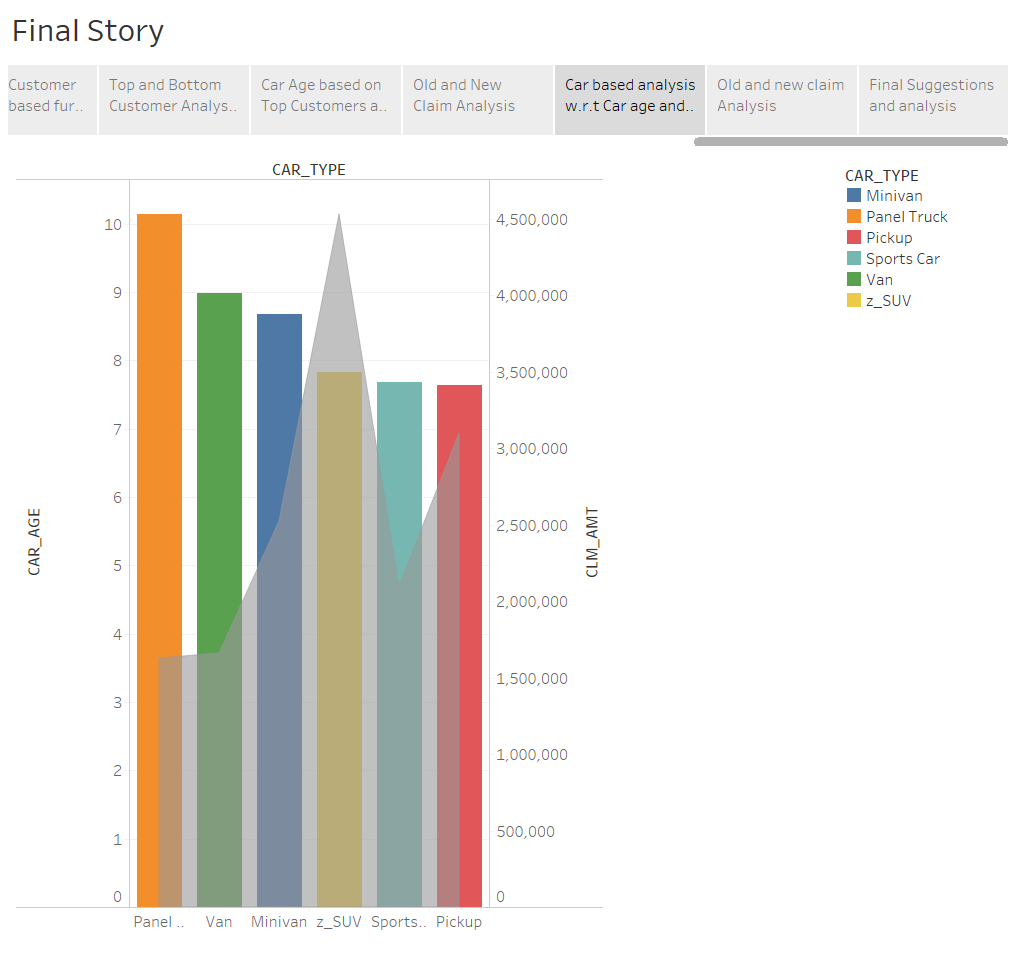 Final Story
Customer
based fur..
Top and Bottom
Customer Analys..
Car Age based on
Top Customers a..
Old and New
Claim Analysis
Car based analysis
w.r.t Car age and..
Old and new claim
Analysis
Final Suggestions
and analysis
CAR_TYPE
10
9
8
7
6
5
4
3
2
1
0
CAR_AGE
4,500,000
4,000,000
3,500,000
3,000,000
2,500,000
2,000,000
1,500,000
1,000,000
500,000
0
CLM_AMT
Panel ..
Van
Minivan
z_SUV
Sports..
Pickup
CAR_TYPE
Minivan
Panel Truck
Pickup
Sports Car
Van
z_SUV